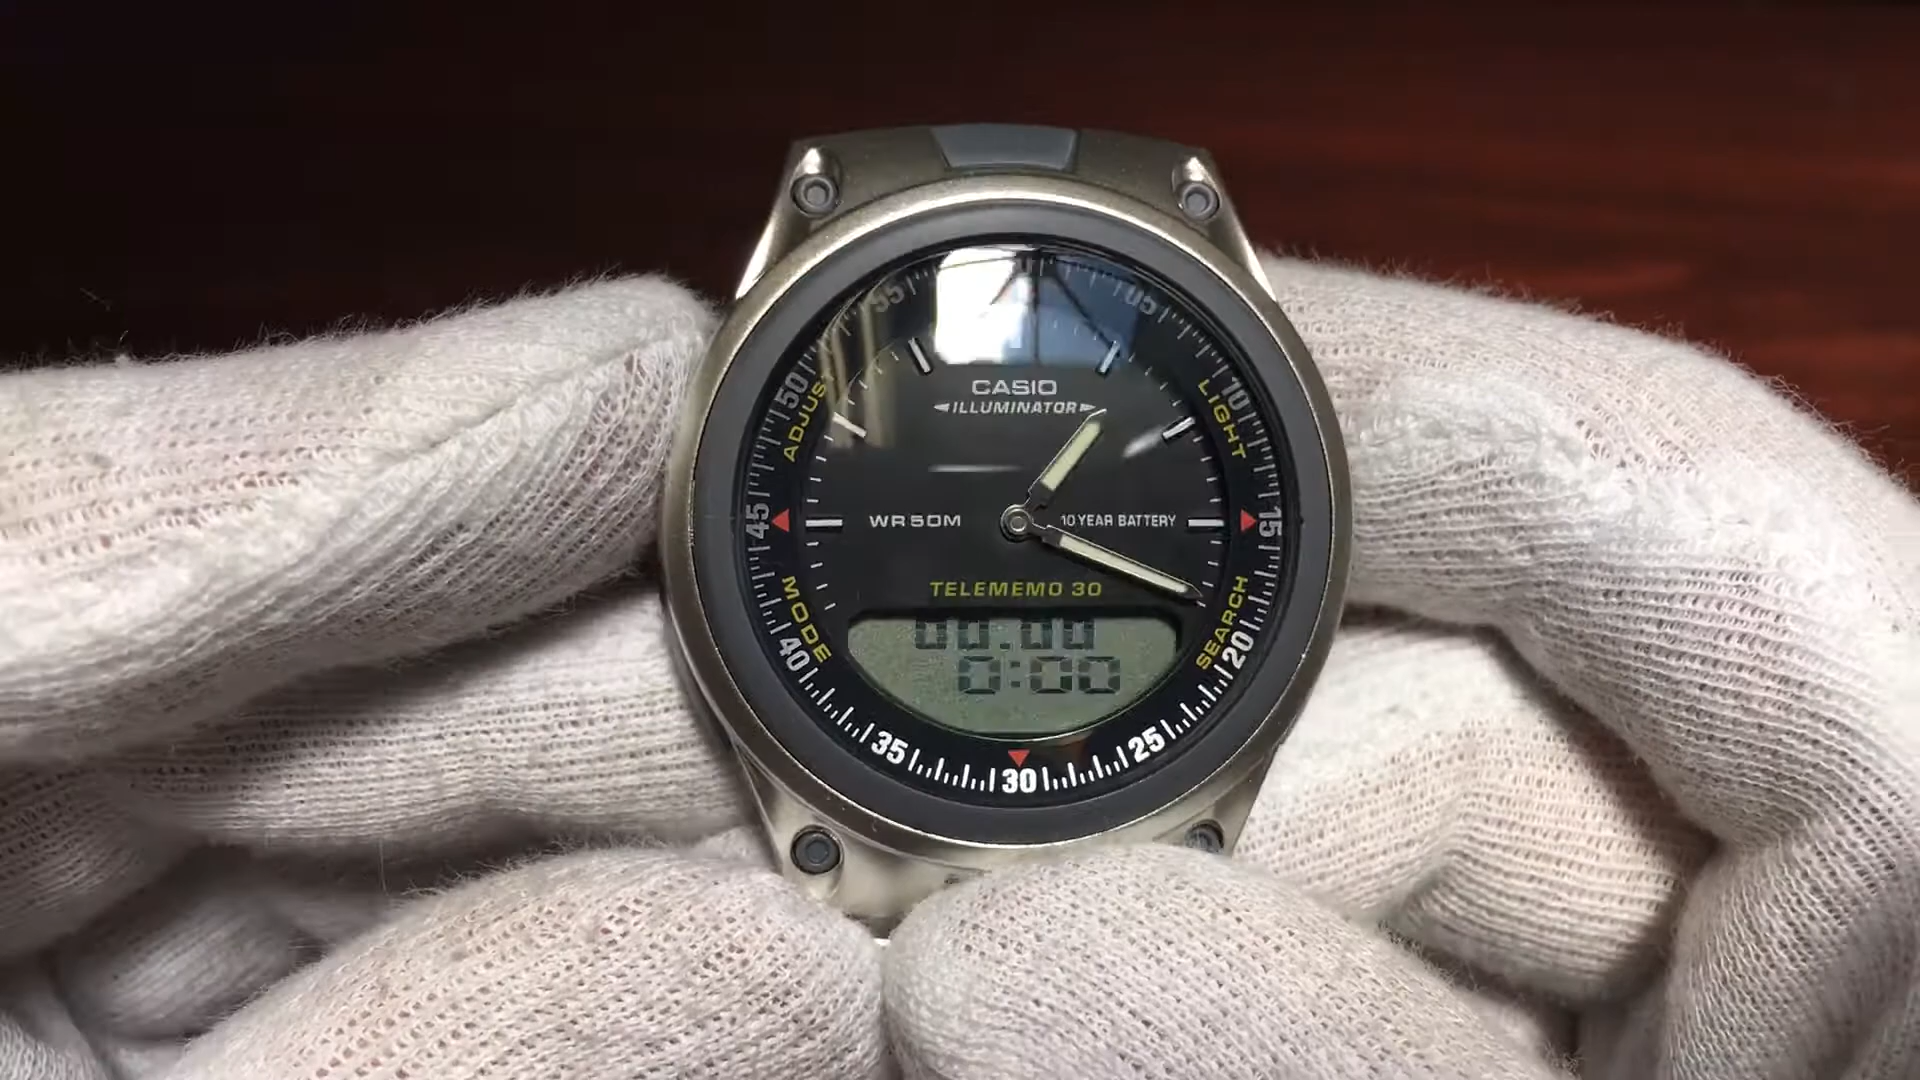 55
05
50
10
ADJUST
LIGHT
CASIO
ILLUMINATOR
45
WR50M
10 YEAR BATTERY
15
TELEMEMO 30
MODE
SEARCH
00.00
0:00
40
20
35
25
30